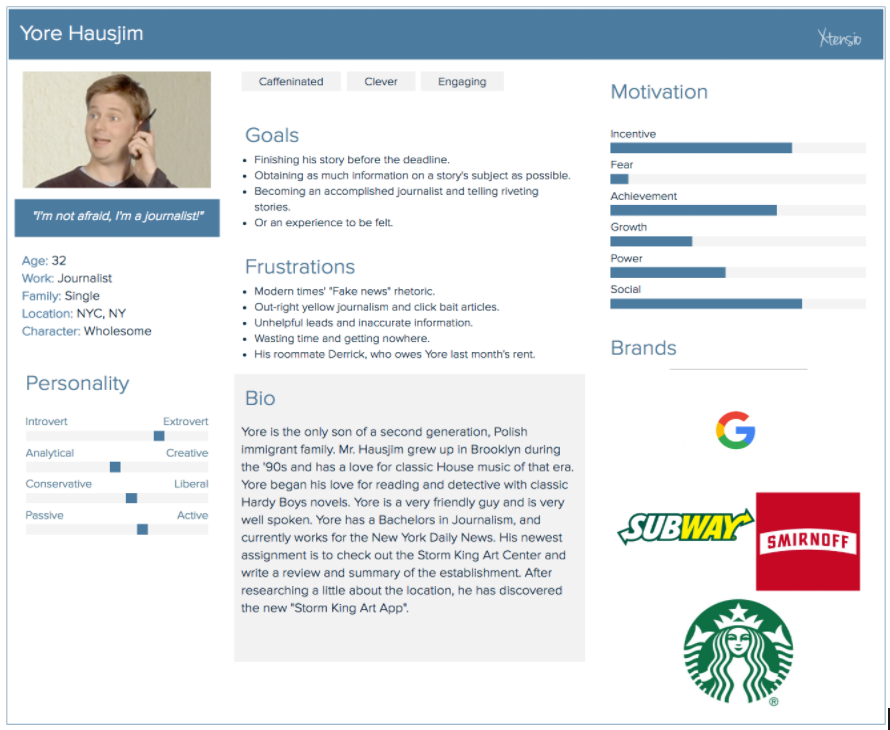 Yore Hausjim
Xtensio
"I'm not afraid, I'm a journalist!"
Age: 32
Work: Journalist
Family: Single
Location: NYC, NY
Character: Wholesome
Personality
Introvert Extrovert
Analytical Creative
Conservative Liberal
Passive Active
Caffeninated Clever Engaging
Goals
• Finishing his story before the deadline.
• Obtaining as much information on a story's subject as possible.
• Becoming an accomplished journalist and telling riveting
stories.
• Or an experience to be felt.
Frustrations
• Modern times' "Fake news" rhetoric.
• Out-right yellow journalism and click bait articles.
• Unhelpful leads and inaccurate information.
• Wasting time and getting nowhere.
• His roommate Derrick, who owes Yore last month's rent.
Bio
Yore is the only son of a second generation, Polish
immigrant family. Mr. Hausjim grew up in Brooklyn during
the '90s and has a love for classic House music of that era.
Yore began his love for reading and detective with classic
Hardy Boys novels. Yore is a very friendly guy and is very
well spoken. Yore has a Bachelors in Journalism, and
currently works for the New York Daily News. His newest
assignment is to check out the Storm King Art Center and
write a review and summary of the establishment. After
researching a little about the location, he has discovered
the new "Storm King Art App".
Motivation
Incentive
Fear
Achievement
Growth
Power
Social
Brands
G
SUBWAY
SMIRNOFF
®